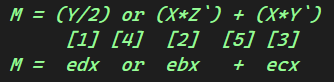 M = (Y/2) or (X*Z`) + (X*Y`)
[1] [4] [2] [5] [3]
M = edx or ebx + ecx